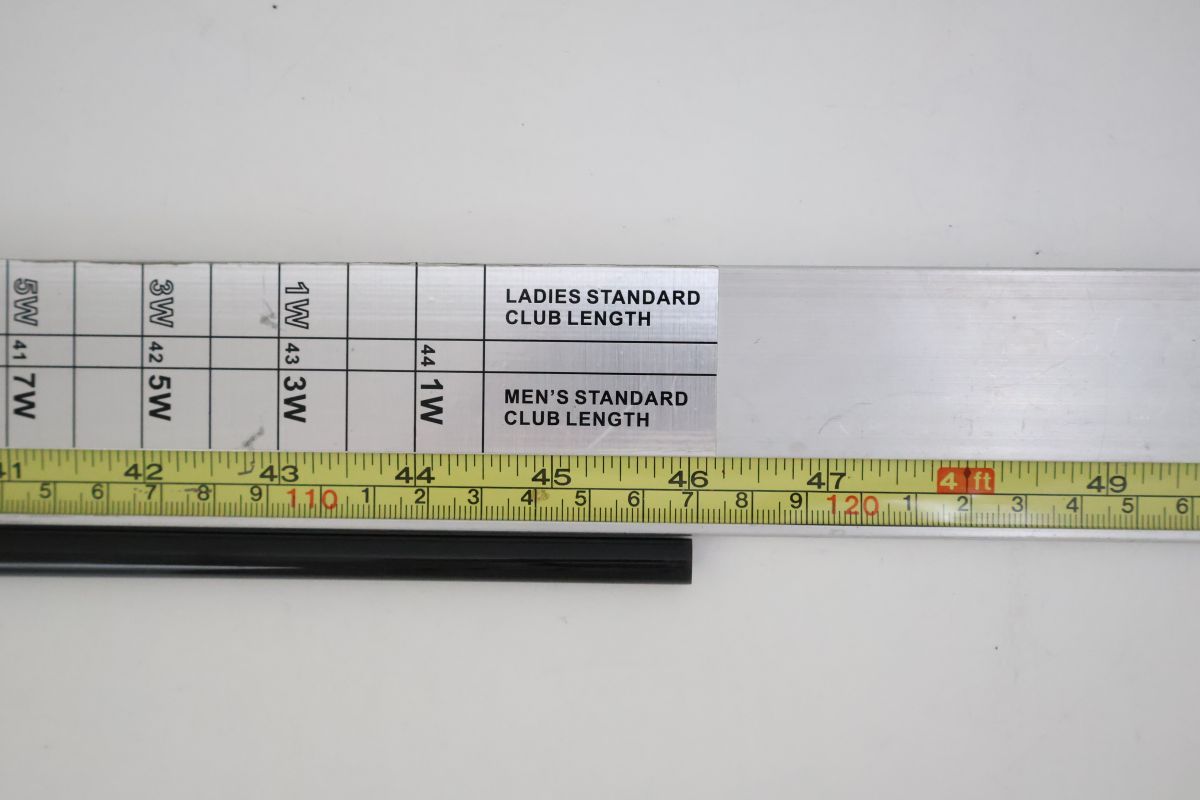 5W 3W 1W LADIES STANDARD
CLUB LENGTH
41 42 43 44
7W 5W 3W 1W MEN'S STANDARD
CLUB LENGTH
41 42 43 44 45 46 47 4 ft 49
5 6 7 8 9 110 1 2 3 4 5 6 7 8 9 120 1 2 3 4 5 6